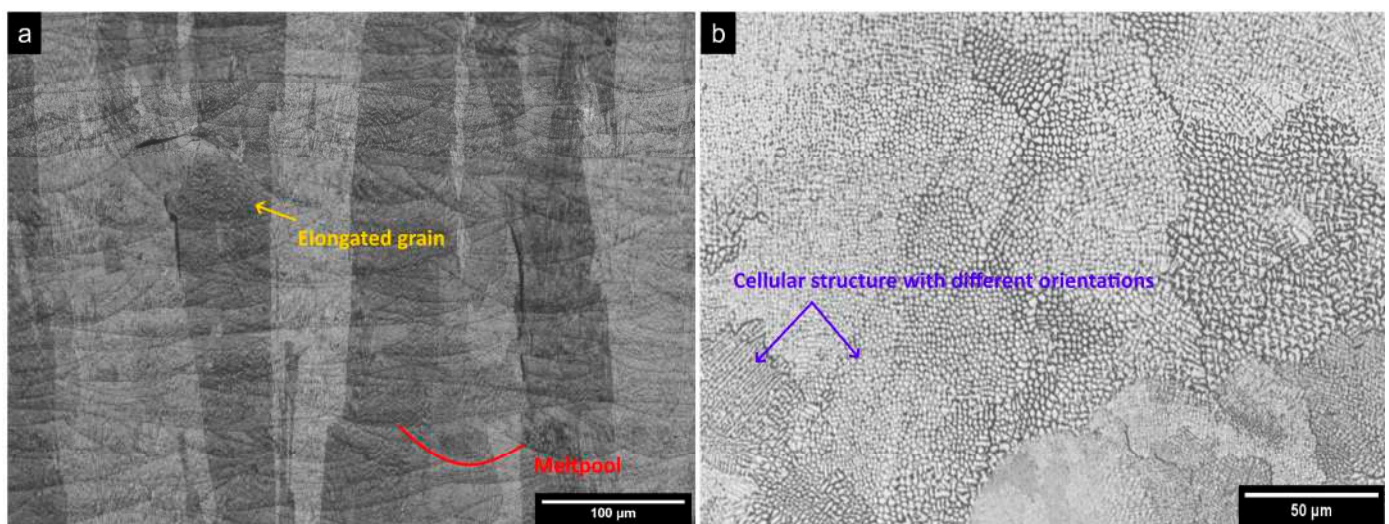 a
Elongated grain
Meltpool
100 µm
b
Cellular structure with different orientations
50 µm